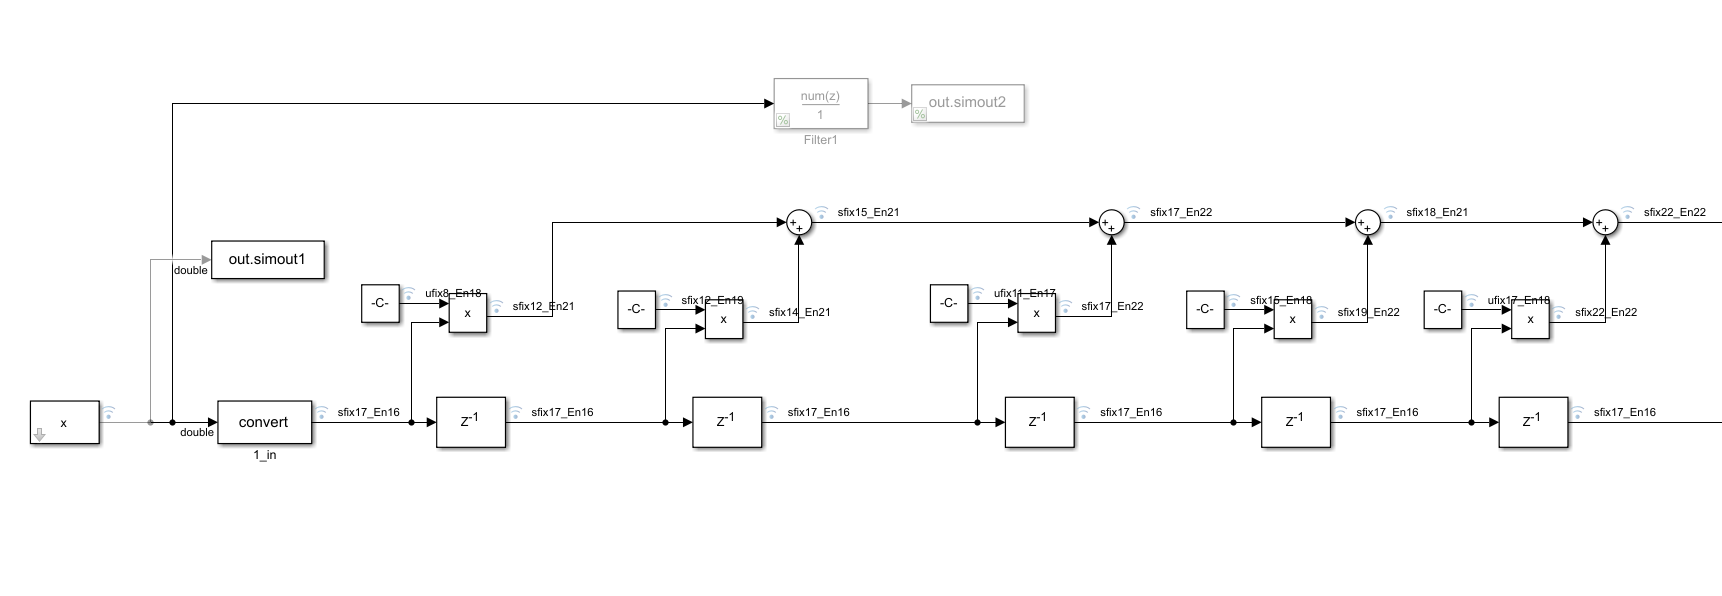 num(z)
1
Filter1
out.simout2
sfix15_En21
sfix17_En22
sfix18_En21
sfix22_En22
out.simout1
double
-C-
ufix8_En18
x
sfix12_En21
-C-
sfix12_En19
x
sfix14_En21
-C-
ufix11_En17
x
sfix17_En22
-C-
sfix15_En18
x
sfix19_En22
-C-
ufix17_En18
x
sfix22_En22
x
double
convert
1_in
sfix17_En16
Z-1
sfix17_En16
Z-1
sfix17_En16
Z-1
sfix17_En16
Z-1
sfix17_En16
Z-1
sfix17_En16